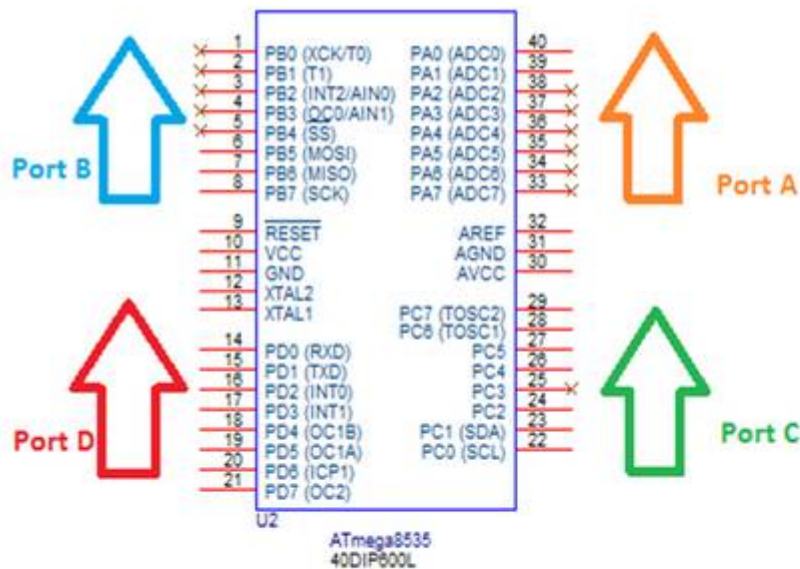 1 PB0 (XCK/T0) PA0 (ADC0) 40
2 PB1 (T1) PA1 (ADC1) 39
3 PB2 (INT2/AIN0) PA2 (ADC2) 38
4 PB3 (OC0/AIN1) PA3 (ADC3) 37
5 PB4 (SS) PA4 (ADC4) 36
6 PB5 (MOSI) PA5 (ADC5) 35
7 PB6 (MISO) PA6 (ADC6) 34
8 PB7 (SCK) PA7 (ADC7) 33
Port B
Port A
9 RESET AREF 32
10 VCC AGND 31
11 GND AVCC 30
12 XTAL2
13 XTAL1 PC7 (TOSC2) 29
PC6 (TOSC1) 28
14 PD0 (RXD) PC5 27
15 PD1 (TXD) PC4 26
16 PD2 (INT0) PC3 25
17 PD3 (INT1) PC2 24
18 PD4 (OC1B) PC1 (SDA) 23
19 PD5 (OC1A) PC0 (SCL) 22
20 PD6 (ICP1)
21 PD7 (OC2)
Port D
Port C
U2
ATmega8535
40DIP600L